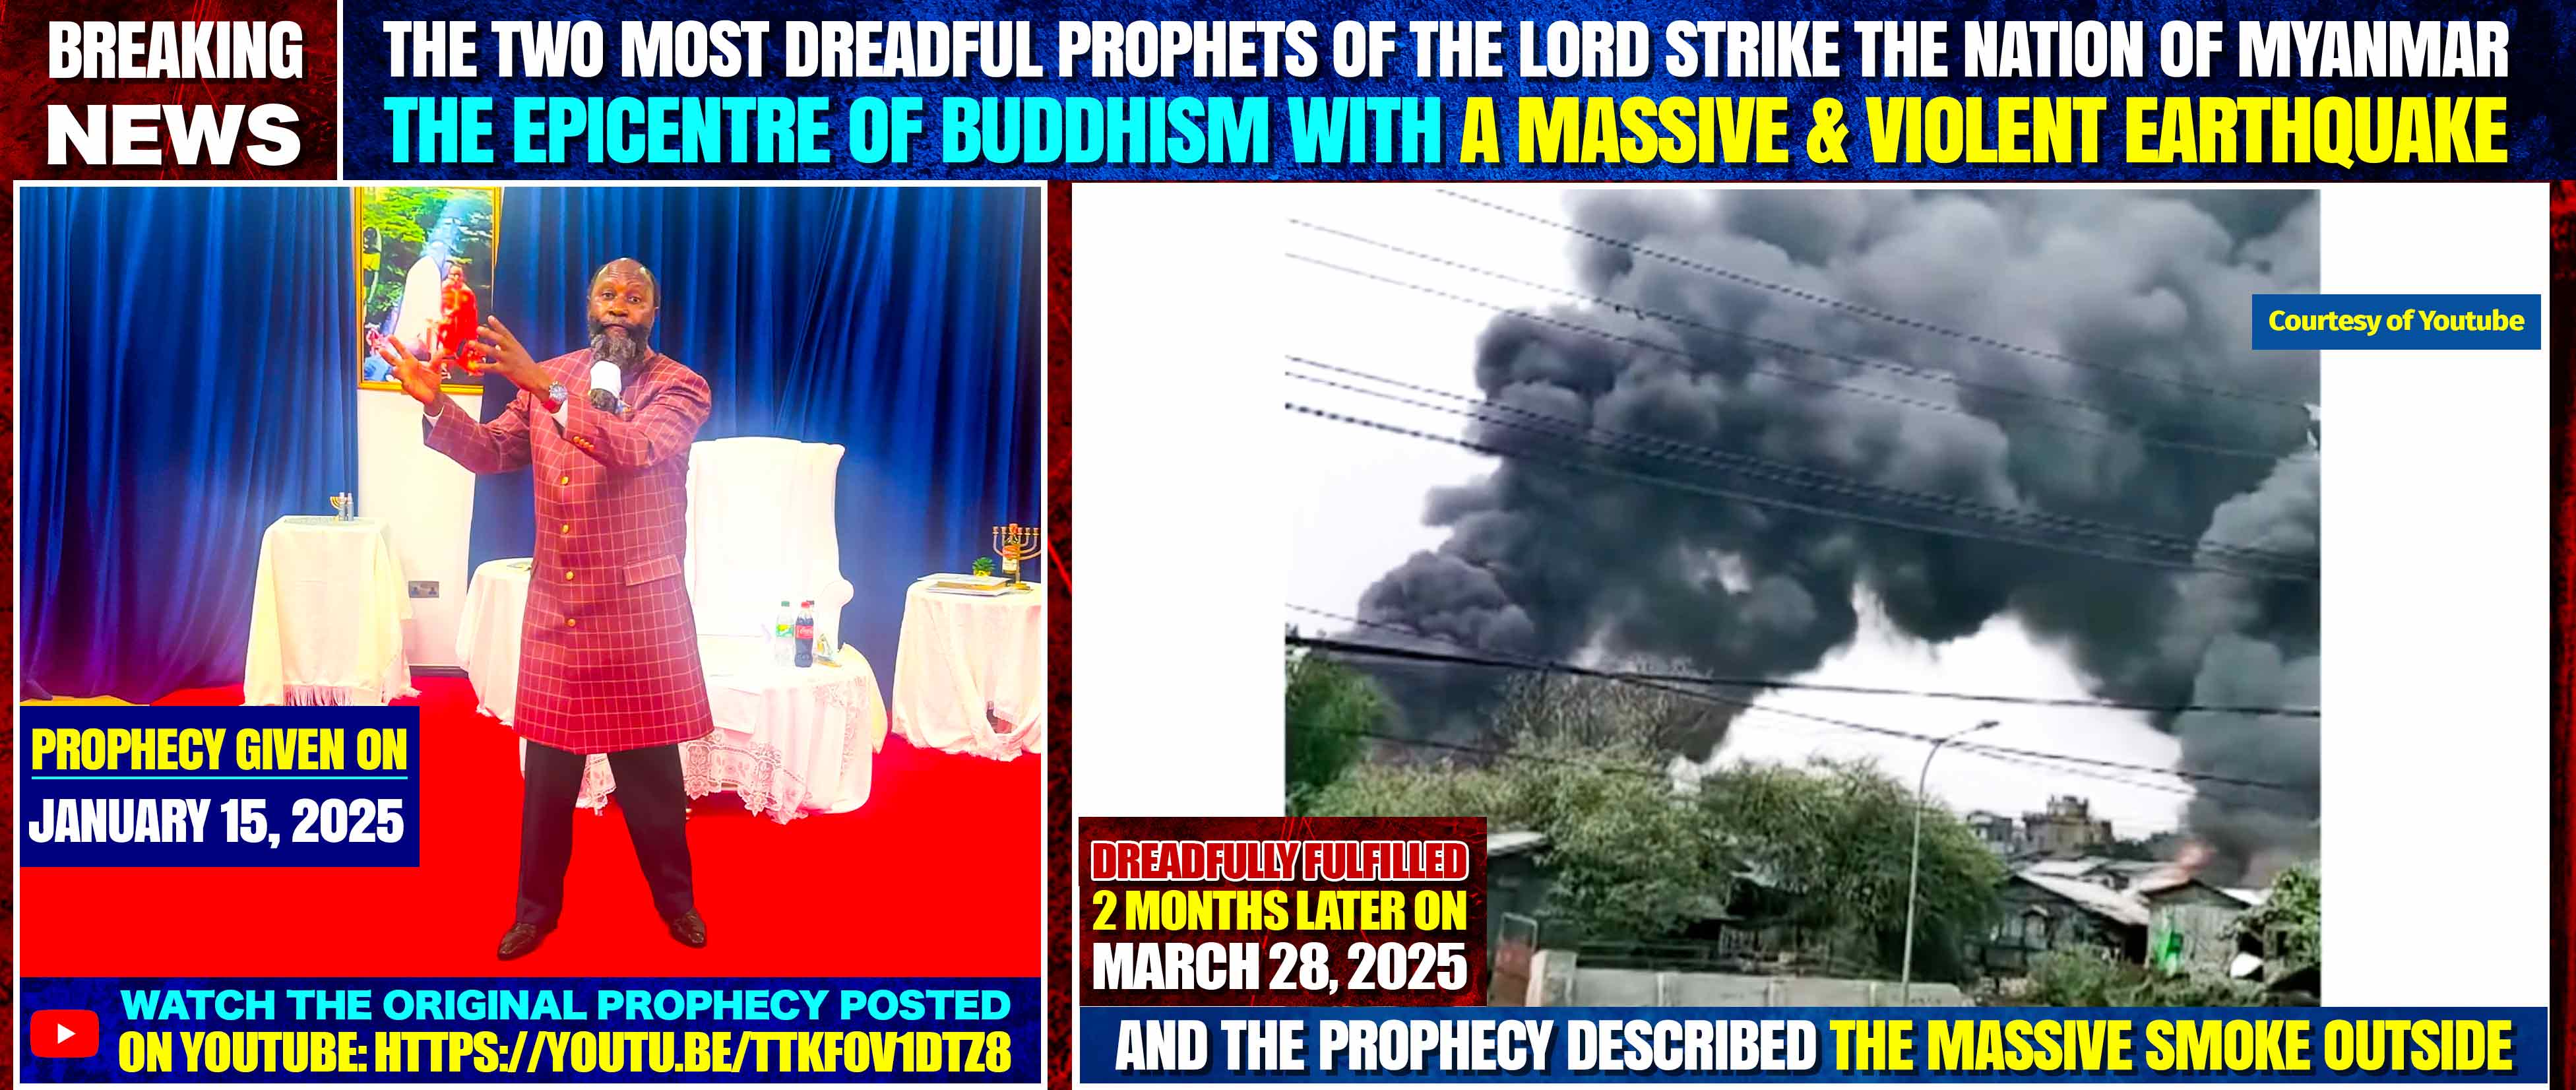 BREAKING
NEWS
THE TWO MOST DREADFUL PROPHETS OF THE LORD STRIKE THE NATION OF MYANMAR
THE EPICENTRE OF BUDDHISM WITH A MASSIVE & VIOLENT EARTHQUAKE
Courtesy of Youtube
PROPHECY GIVEN ON
JANUARY 15, 2025
DREADFULLY FULFILLED
2 MONTHS LATER ON
MARCH 28, 2025
WATCH THE ORIGINAL PROPHECY POSTED
ON YOUTUBE: HTTPS://YOUTU.BE/TTKFOV1DTZ8
AND THE PROPHECY DESCRIBED THE MASSIVE SMOKE OUTSIDE